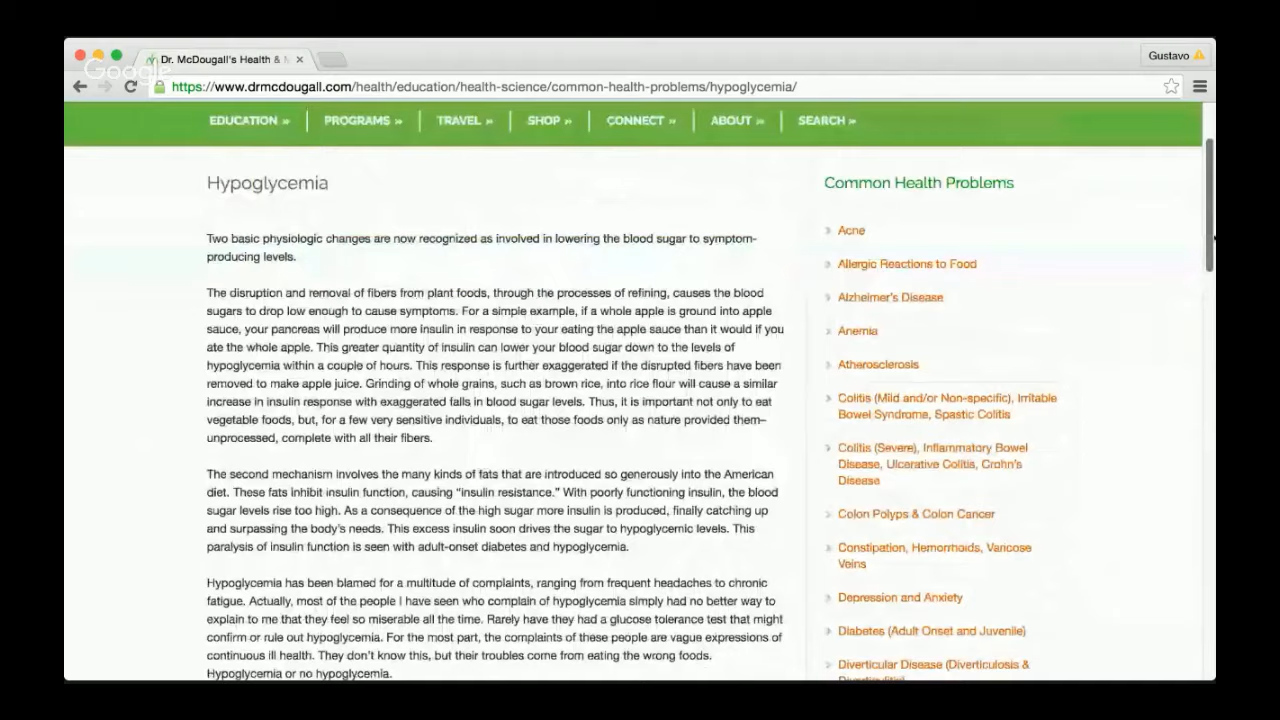 Dr. McDougall's Health &
Gustavo
Google
https://www.drmcdougall.com/health/education/health-science/common-health-problems/hypoglycemia/
EDUCATION » PROGRAMS » TRAVEL » SHOP » CONNECT » ABOUT » SEARCH »
Hypoglycemia
Two basic physiologic changes are now recognized as involved in lowering the blood sugar to symptom-
producing levels.
The disruption and removal of fibers from plant foods, through the processes of refining, causes the blood
sugars to drop low enough to cause symptoms. For a simple example, if a whole apple is ground into apple
sauce, your pancreas will produce more insulin in response to your eating the apple sauce than it would if you
ate the whole apple. This greater quantity of insulin can lower your blood sugar down to the levels of
hypoglycemia within a couple of hours. This response is further exaggerated if the disrupted fibers have been
removed to make apple juice. Grinding of whole grains, such as brown rice, into rice flour will cause a similar
increase in insulin response with exaggerated falls in blood sugar levels. Thus, it is important not only to eat
vegetable foods, but, for a few very sensitive individuals, to eat those foods only as nature provided them–
unprocessed, complete with all their fibers.
The second mechanism involves the many kinds of fats that are introduced so generously into the American
diet. These fats inhibit insulin function, causing “insulin resistance.” With poorly functioning insulin, the blood
sugar levels rise too high. As a consequence of the high sugar more insulin is produced, finally catching up
and surpassing the body’s needs. This excess insulin soon drives the sugar to hypoglycemic levels. This
paralysis of insulin function is seen with adult-onset diabetes and hypoglycemia.
Hypoglycemia has been blamed for a multitude of complaints, ranging from frequent headaches to chronic
fatigue. Actually, most of the people I have seen who complain of hypoglycemia simply had no better way to
explain to me that they feel so miserable all the time. Rarely have they had a glucose tolerance test that might
confirm or rule out hypoglycemia. For the most part, the complaints of these people are vague expressions of
continuous ill health. They don’t know this, but their troubles come from eating the wrong foods.
Hypoglycemia or no hypoglycemia.
Common Health Problems
Acne
Allergic Reactions to Food
Alzheimer’s Disease
Anemia
Atherosclerosis
Colitis (Mild and/or Non-specific), Irritable
Bowel Syndrome, Spastic Colitis
Colitis (Severe), Inflammatory Bowel
Disease, Ulcerative Colitis, Crohn’s
Disease
Colon Polyps & Colon Cancer
Constipation, Hemorrhoids, Varicose
Veins
Depression and Anxiety
Diabetes (Adult Onset and Juvenile)
Diverticular Disease (Diverticulosis &